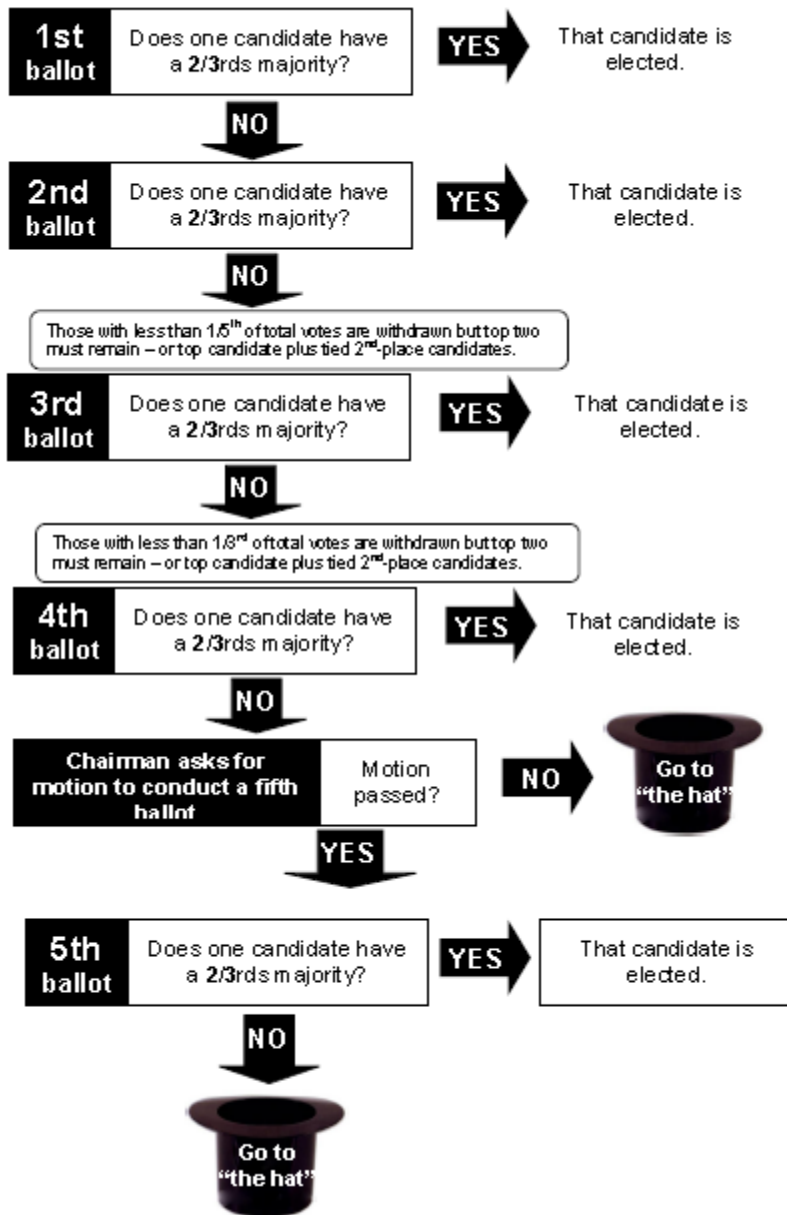 1st
ballot
Does one candidate have
a 2/3rds majority?
YES
That candidate is
elected.
NO
2nd
ballot
Does one candidate have
a 2/3rds majority?
YES
That candidate is
elected.
NO
Those with less than 1/5th of total votes are withdrawn but top two
must remain – or top candidate plus tied 2nd-place candidates.
3rd
ballot
Does one candidate have
a 2/3rds majority?
YES
That candidate is
elected.
NO
Those with less than 1/3rd of total votes are withdrawn but top two
must remain – or top candidate plus tied 2nd-place candidates.
4th
ballot
Does one candidate have
a 2/3rds majority?
YES
That candidate is
elected.
NO
Chairman asks for
motion to conduct a fifth
ballot
Motion
passed?
NO
Go to
“the hat”
YES
5th
ballot
Does one candidate have
a 2/3rds majority?
YES
That candidate is
elected.
NO
Go to
“the hat”